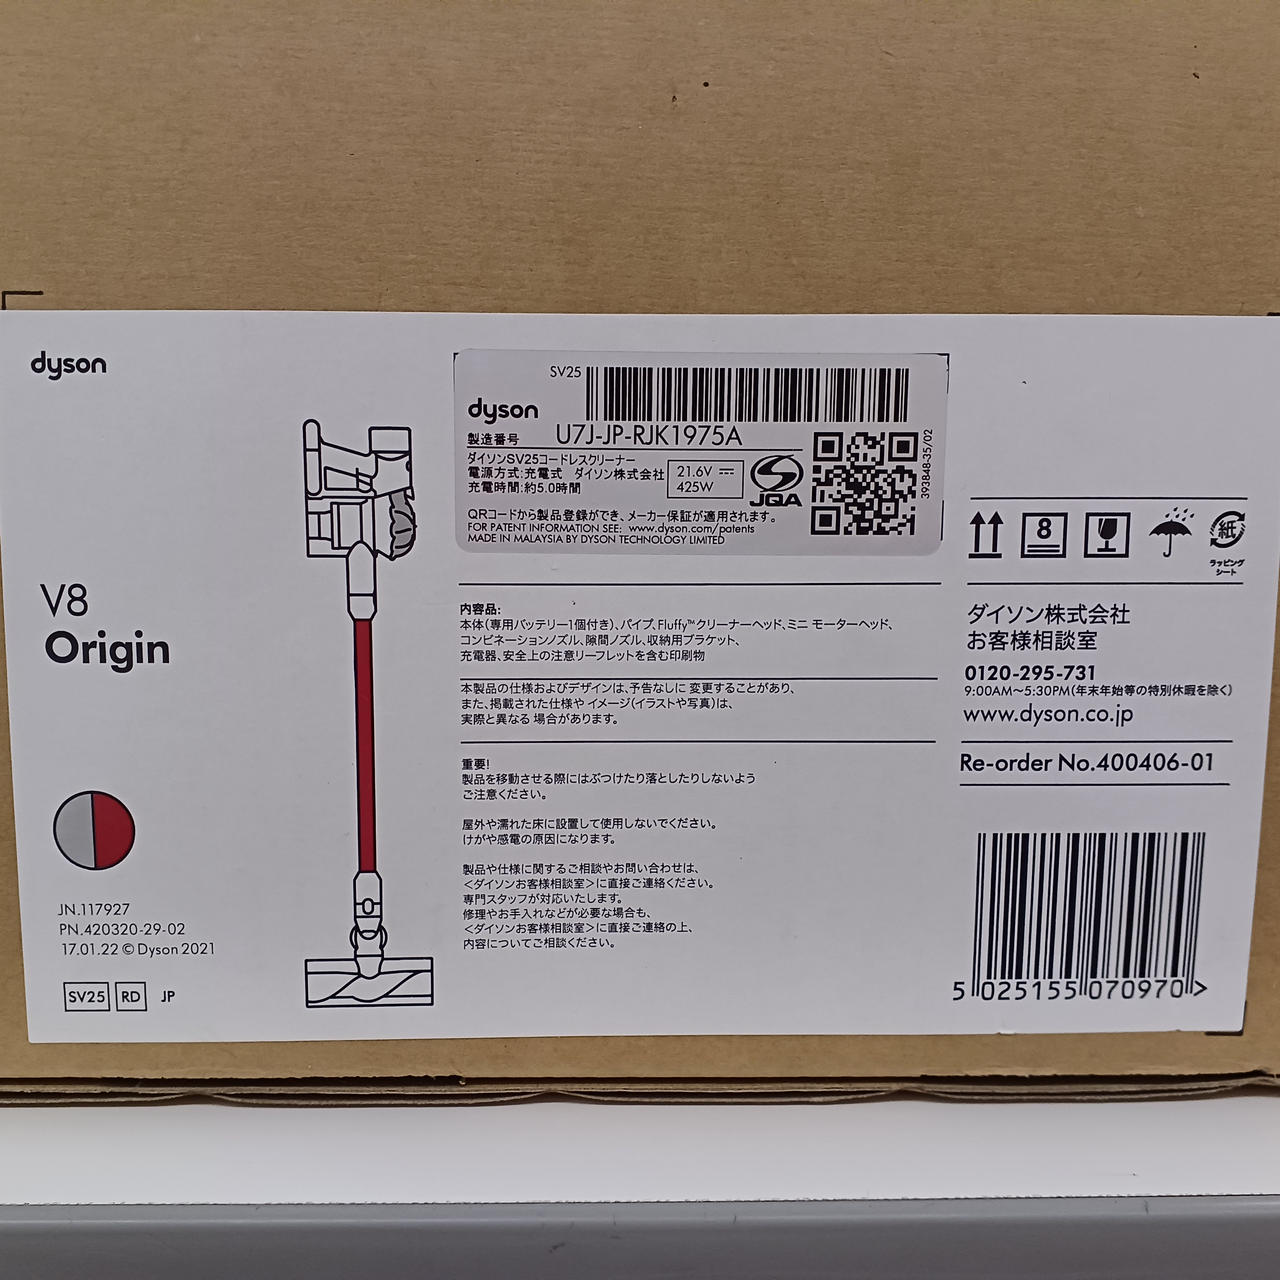 dyson
V8
Origin
JN.117927
PN.420320-29-02
17.01.22 © Dyson 2021
SV25 RD JP
SV25
dyson
製造番号 U7J-JP-RJK1975A
ダイソンSV25コードレスクリーナー
電源方式:充電式 ダイソン株式会社
充電時間:約5.0時間
21.6V
425W
JQA
393848-35/02
QRコードから製品登録ができ、メーカー保証が適用されます。
FOR PATENT INFORMATION SEE: www.dyson.com/patents
MADE IN MALAYSIA BY DYSON TECHNOLOGY LIMITED
内容品:
本体(専用バッテリー1個付き)、パイプ、Fluffy™クリーナーヘッド、ミニ モーターヘッド、
コンビネーションノズル、隙間ノズル、収納用ブラケット、
充電器、安全上の注意リーフレットを含む印刷物
本製品の仕様およびデザインは、予告なしに 変更することがあり、
また、掲載された仕様や イメージ(イラストや写真)は、
実際と異なる 場合があります。
重要!
製品を移動させる際にはぶつけたり落としたりしないよう
ご注意ください。
屋外や濡れた床に設置して使用しないでください。
けがや感電の原因になります。
製品や仕様に関するご相談やお問い合わせは、
<ダイソンお客様相談室>に直接ご連絡ください。
専門スタッフが対応いたします。
修理やお手入れなどが必要な場合も、
<ダイソンお客様相談室>に直接ご連絡の上、
内容についてご相談ください。
8
紙
ラッピング
シート
ダイソン株式会社
お客様相談室
0120-295-731
9:00AM〜5:30PM(年末年始等の特別休暇を除く)
www.dyson.co.jp
Re-order No.400406-01
5 025155 070970 >